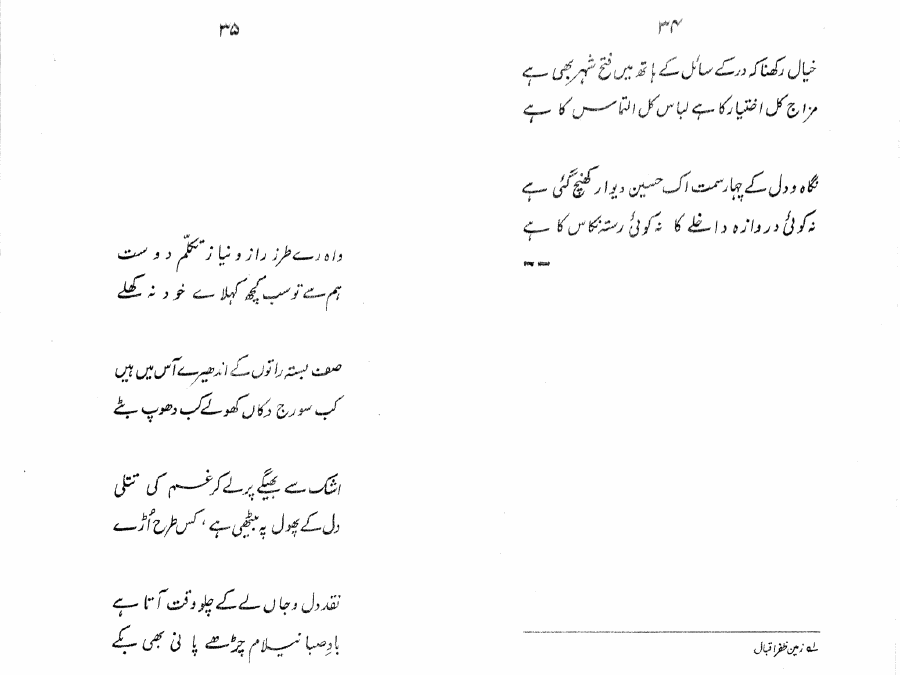 ۳۴
خیال رکھنا کہ در کے سائل کے ہاتھ میں فتح شہر بھی ہے
مزاج کل اختیار کا ہے لباس کل التماس کا ہے
نگاہ و دل کے چہار سمت اک حسین دیوار کھنچ گئی ہے
نہ کوئی دروازہ داخلے کا نہ کوئی رستہ نکاس کا ہے
لہ زمین ظفر اقبال
۳۵
واہ رے طرز راز و نیاز تکلّم دوست
ہم سے تو سب کچھ کہلاے خود نہ کھلے
صف بستہ راتوں کے اندھیرے آس میں ہیں
کب سورج دکاں کھولے کب دھوپ بٹے
اشک سے بھیگے پر لے کر غم کی تتلی
دل کے پھول پہ بیٹھی ہے، کس طرح اُڑے
نقد دل و جاں لے کے چلو وقت آتا ہے
بادِ صبا نیلام چڑھے پانی بھی بکے